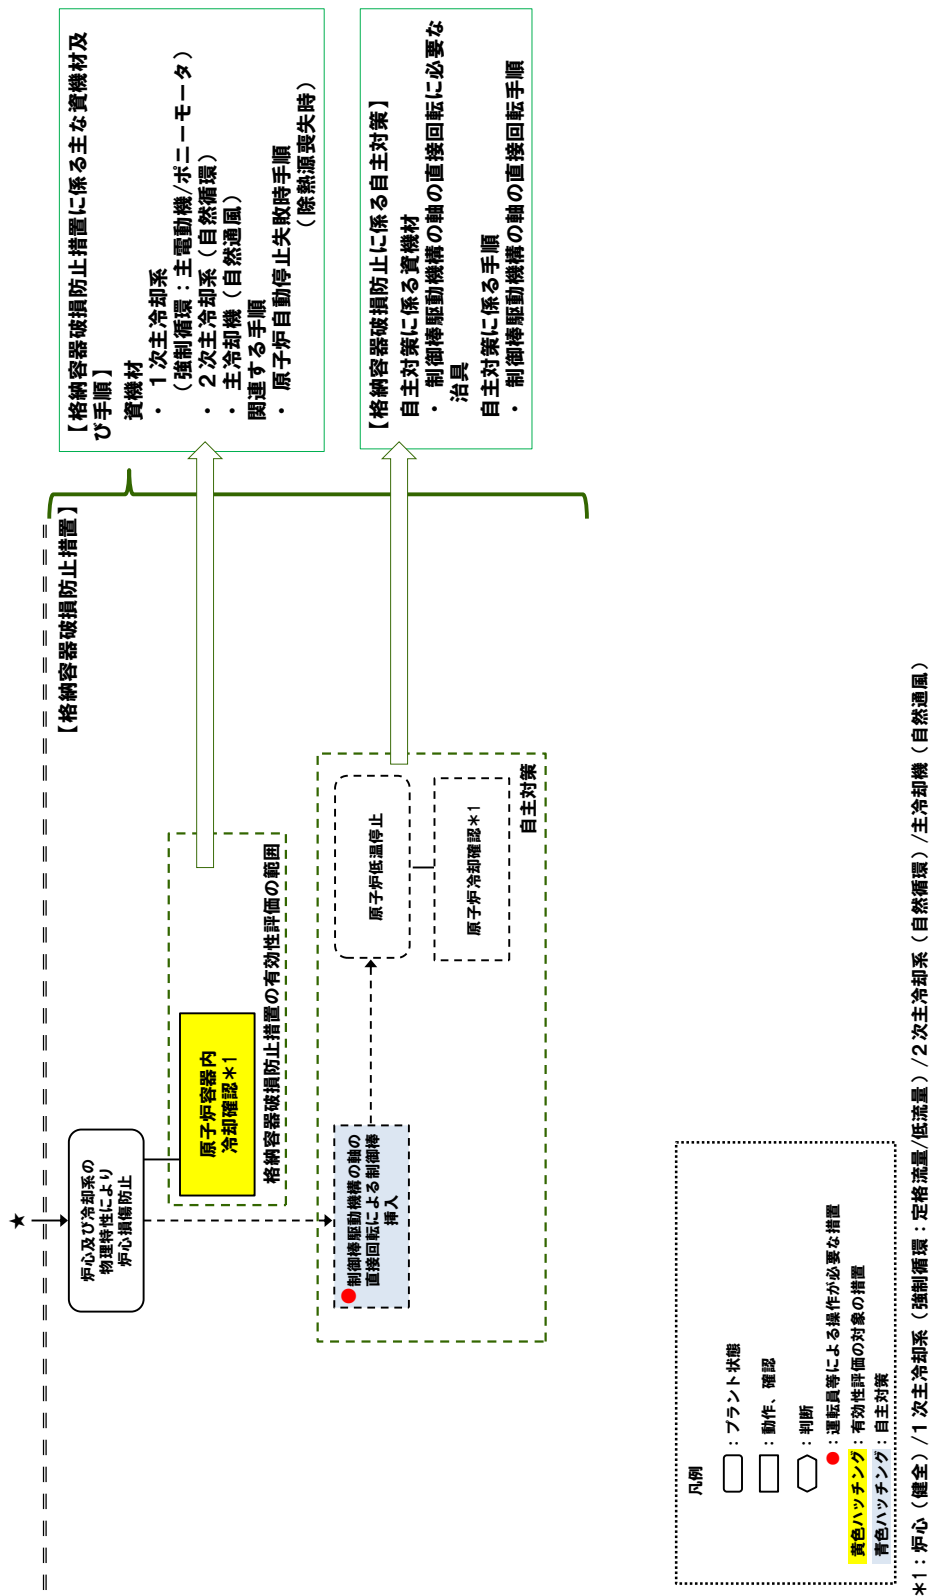 ★
【格納容器破損防止措置】
炉心及び冷却系の
物理特性により
炉心損傷防止
原子炉容器内
冷却確認＊1
格納容器破損防止措置の有効性評価の範囲
●制御棒駆動機構の軸の
直接回転による制御棒
挿入
原子炉低温停止
原子炉冷却確認＊1
自主対策
【格納容器破損防止措置に係る主な資機材及
び手順】
資機材
・ １次主冷却系
（強制循環：主電動機/ポニーモータ）
・ ２次主冷却系（自然循環）
・ 主冷却機（自然通風）
関連する手順
・ 原子炉自動停止失敗時手順
（除熱源喪失時）
【格納容器破損防止に係る自主対策】
自主対策に係る資機材
・ 制御棒駆動機構の軸の直接回転に必要な
治具
自主対策に係る手順
・ 制御棒駆動機構の軸の直接回転手順
凡例
：プラント状態
：動作、確認
：判断
●：運転員等による操作が必要な措置
黄色ハッチング：有効性評価の対象の措置
青色ハッチング：自主対策
＊1：炉心（健全）/１次主冷却系（強制循環：定格流量/低流量）/２次主冷却系（自然循環）/主冷却機（自然通風）